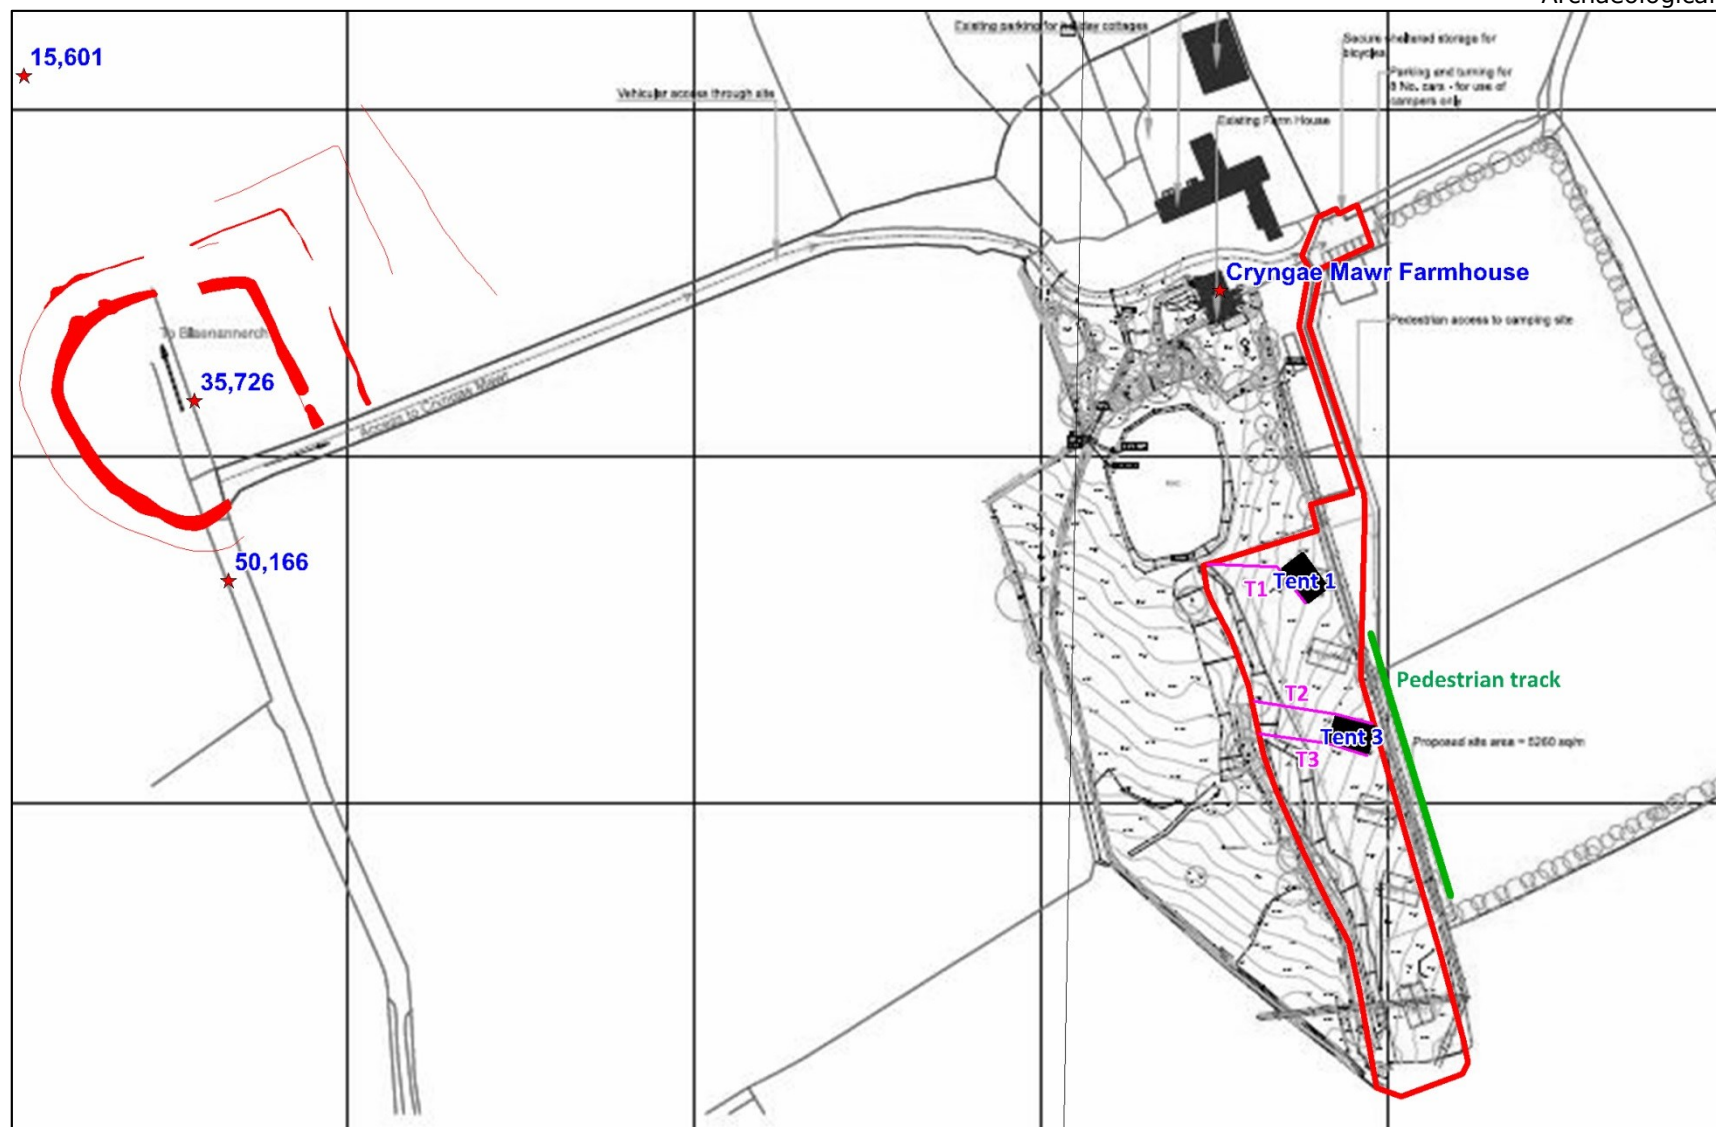 Archaeological
15,601
Existing parking for holiday cottages
Secure sheltered storage for
bicycles
Parking and turning for
8 No. cars - for use of
campers only
Vehicular access through site
Existing Farm House
Cryngae Mawr Farmhouse
To Blaenannerch
Pedestrian access to camping site
35,726
Access to Cryngae Mawr
50,166
T1
Tent 1
Pedestrian track
T2
Tent 3
Proposed site area = 5260 sq/m
T3